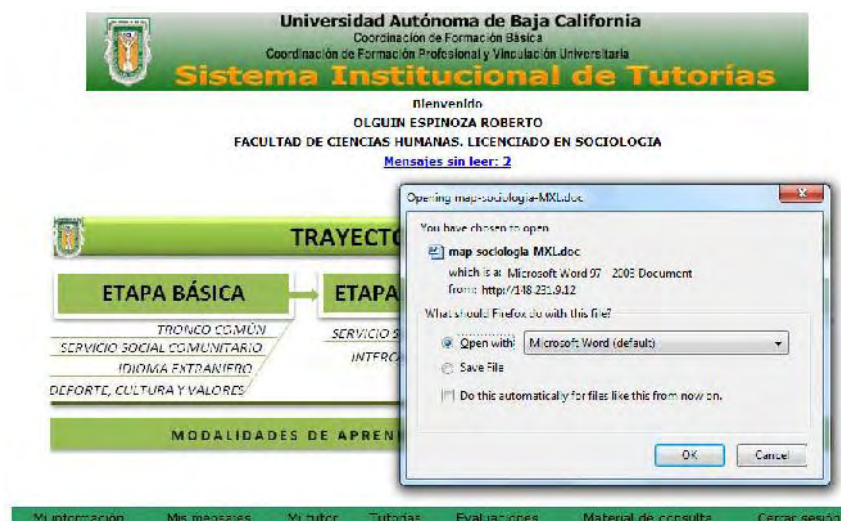 Universidad Autónoma de Baja California
Coordinación de Formación Básica
Coordinación de Formación Profesional y Vinculación Universitaria
Sistema Institucional de Tutorías
Bienvenido
OLGUIN ESPINOZA ROBERTO
FACULTAD DE CIENCIAS HUMANAS. LICENCIADO EN SOCIOLOGIA
Mensajes sin leer: 2
TRAYECTO
ETAPA BÁSICA
TRONCO COMÚN
SERVICIO SOCIAL COMUNITARIO
IDIOMA EXTRANJERO
DEPORTE, CULTURA Y VALORES
ETAPA
SERVICIO S
INTERCA
MODALIDADES DE APREN
Opening map-sociologia-MXL.doc
You have chosen to open
map-sociologia-MXL.doc
which is a: Microsoft Word 97 - 2003 Document
from: http://148.231.9.12
What should Firefox do with this file?
Open with Microsoft Word (default)
Save File
Do this automatically for files like this from now on.
OK Cancel
Mi información Mis mensajes Mi tutor Tutorías Evaluaciones Material de consulta Cerrar sesión